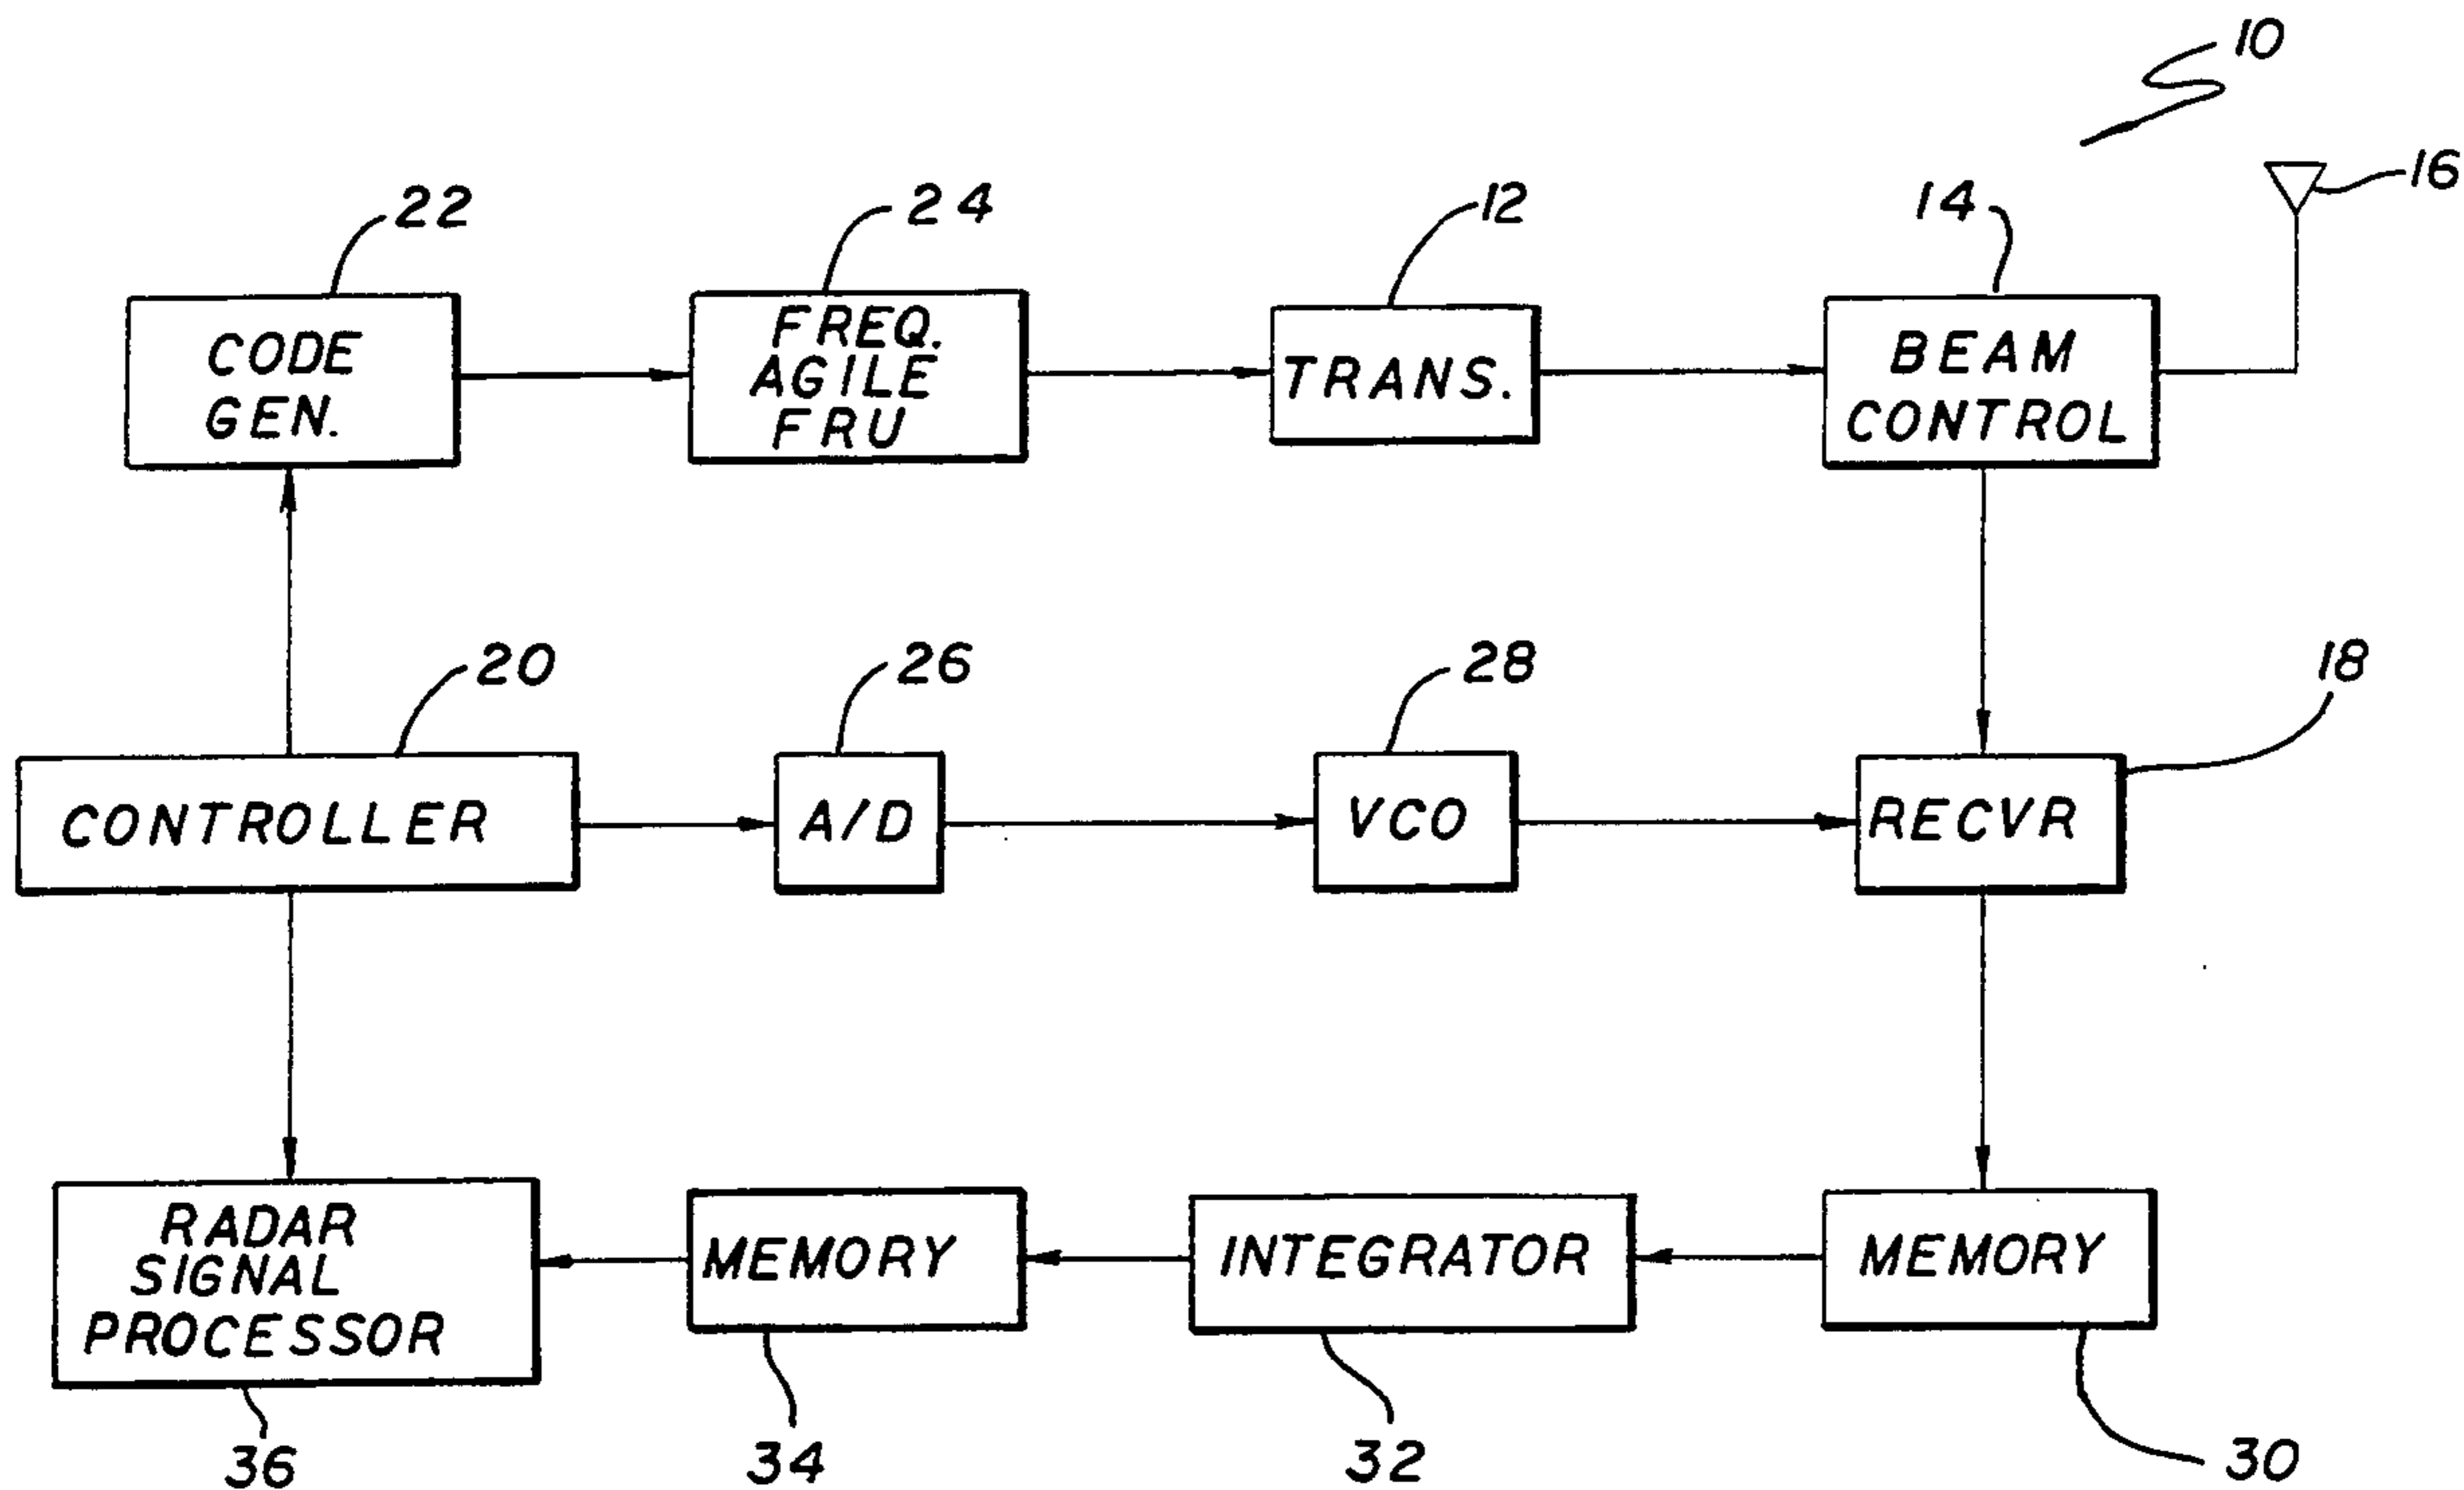 10
16
22
24
12
14
CODE
GEN.
FREQ.
AGILE
FRU
TRANS.
BEAM
CONTROL
20
26
28
18
CONTROLLER
A/D
VCO
RECVR
RADAR
SIGNAL
PROCESSOR
MEMORY
INTEGRATOR
MEMORY
36
34
32
30